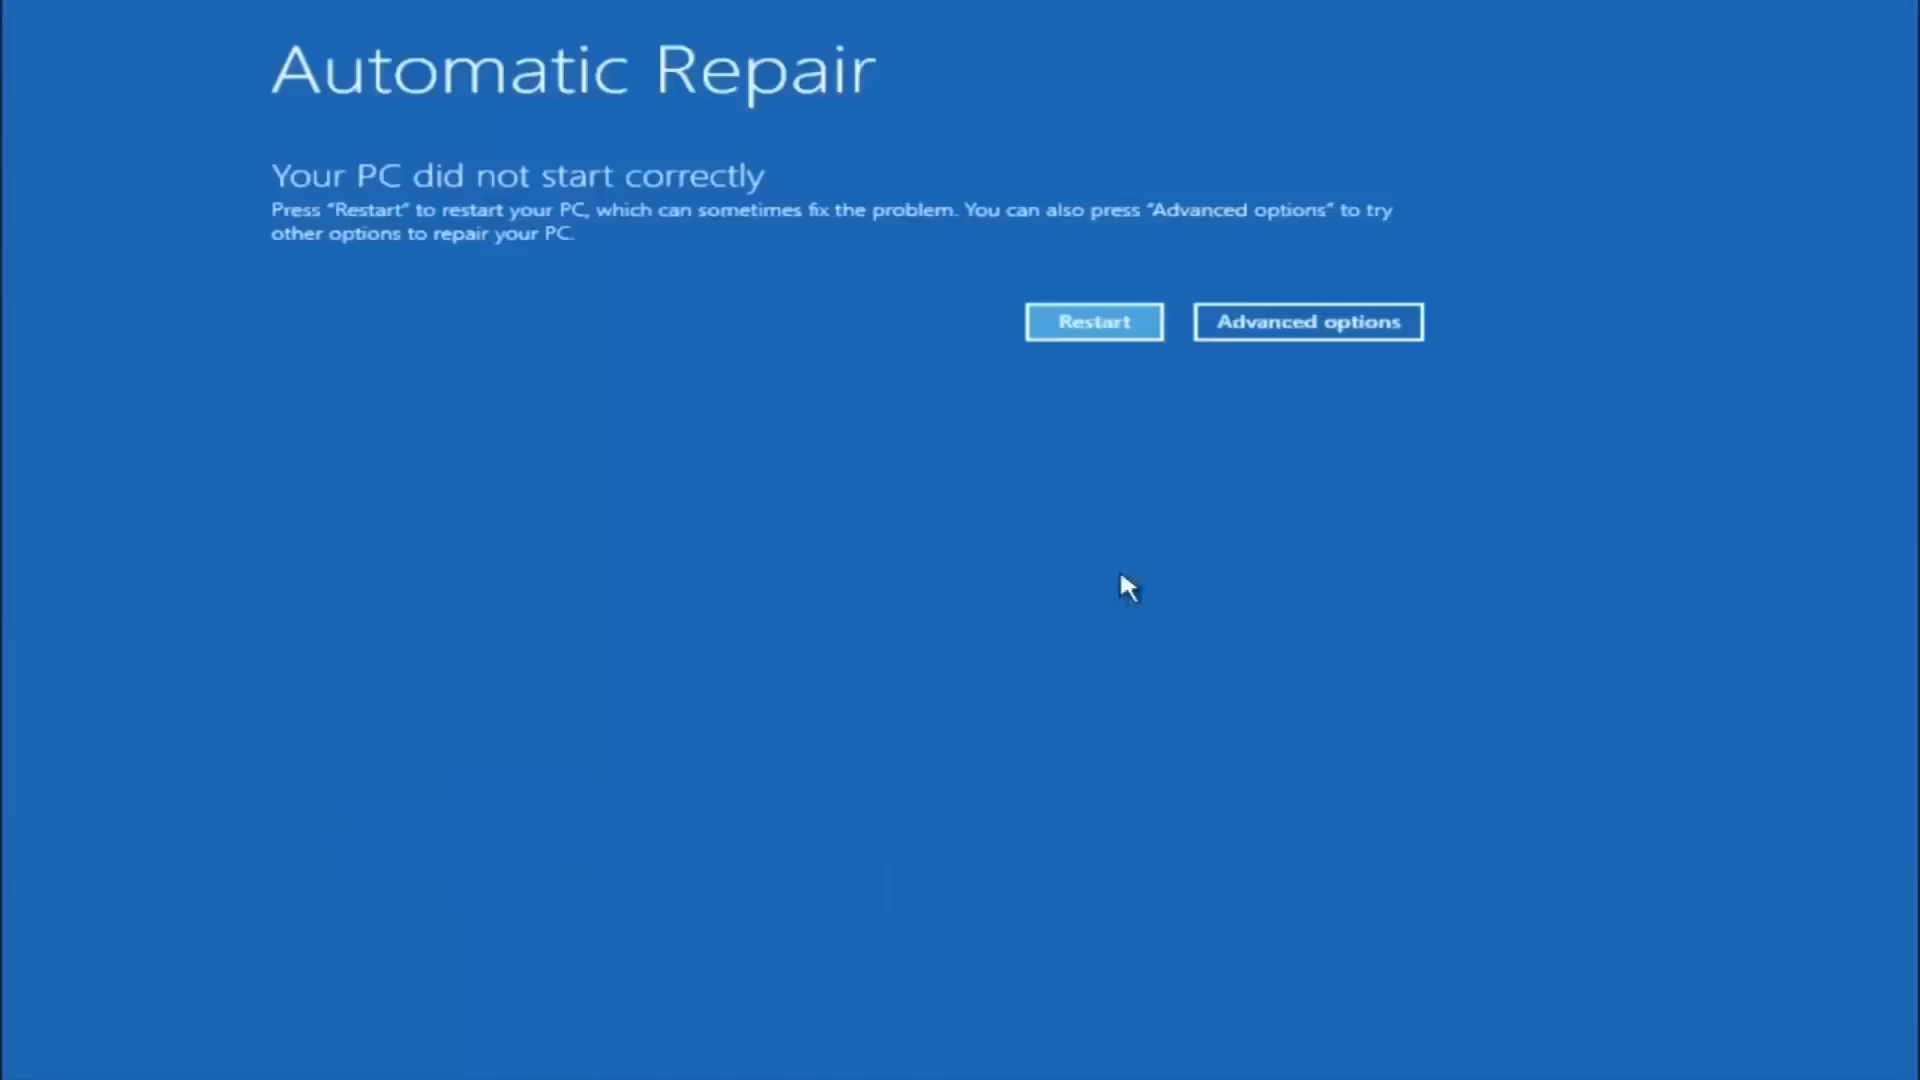 Automatic Repair
Your PC did not start correctly
Press “Restart” to restart your PC, which can sometimes fix the problem. You can also press “Advanced options” to try
other options to repair your PC.
Restart
Advanced options